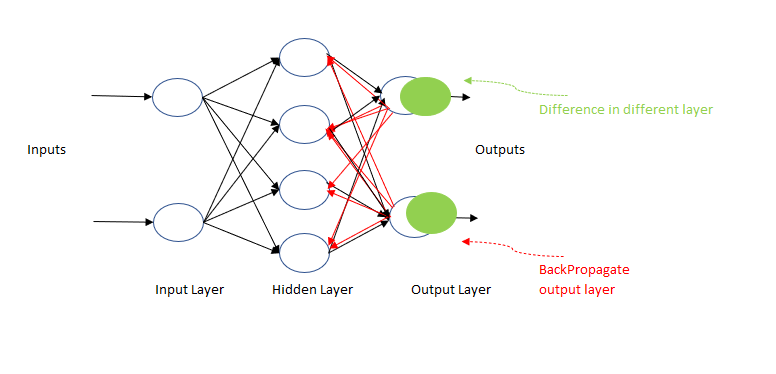 Difference in different layer
Inputs
Outputs
BackPropagate
output layer
Input Layer
Hidden Layer
Output Layer